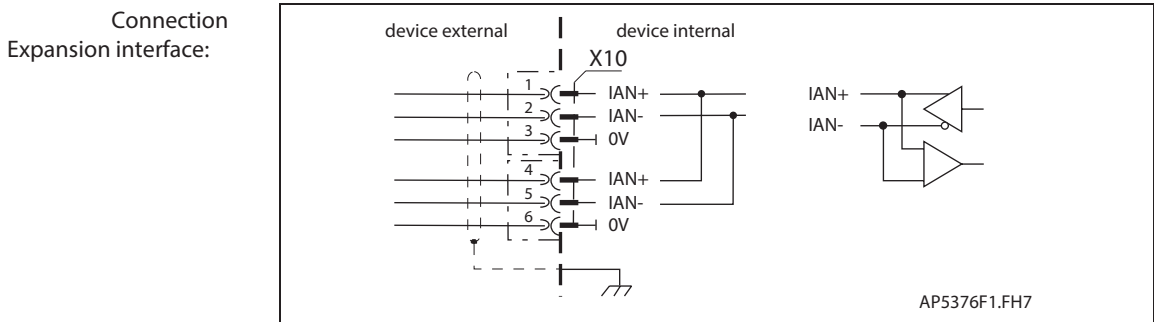 Connection
Expansion interface:
device external
device internal
X10
1 IAN+
2 IAN-
3 0V
4 IAN+
5 IAN-
6 0V
IAN+
IAN-
AP5376F1.FH7